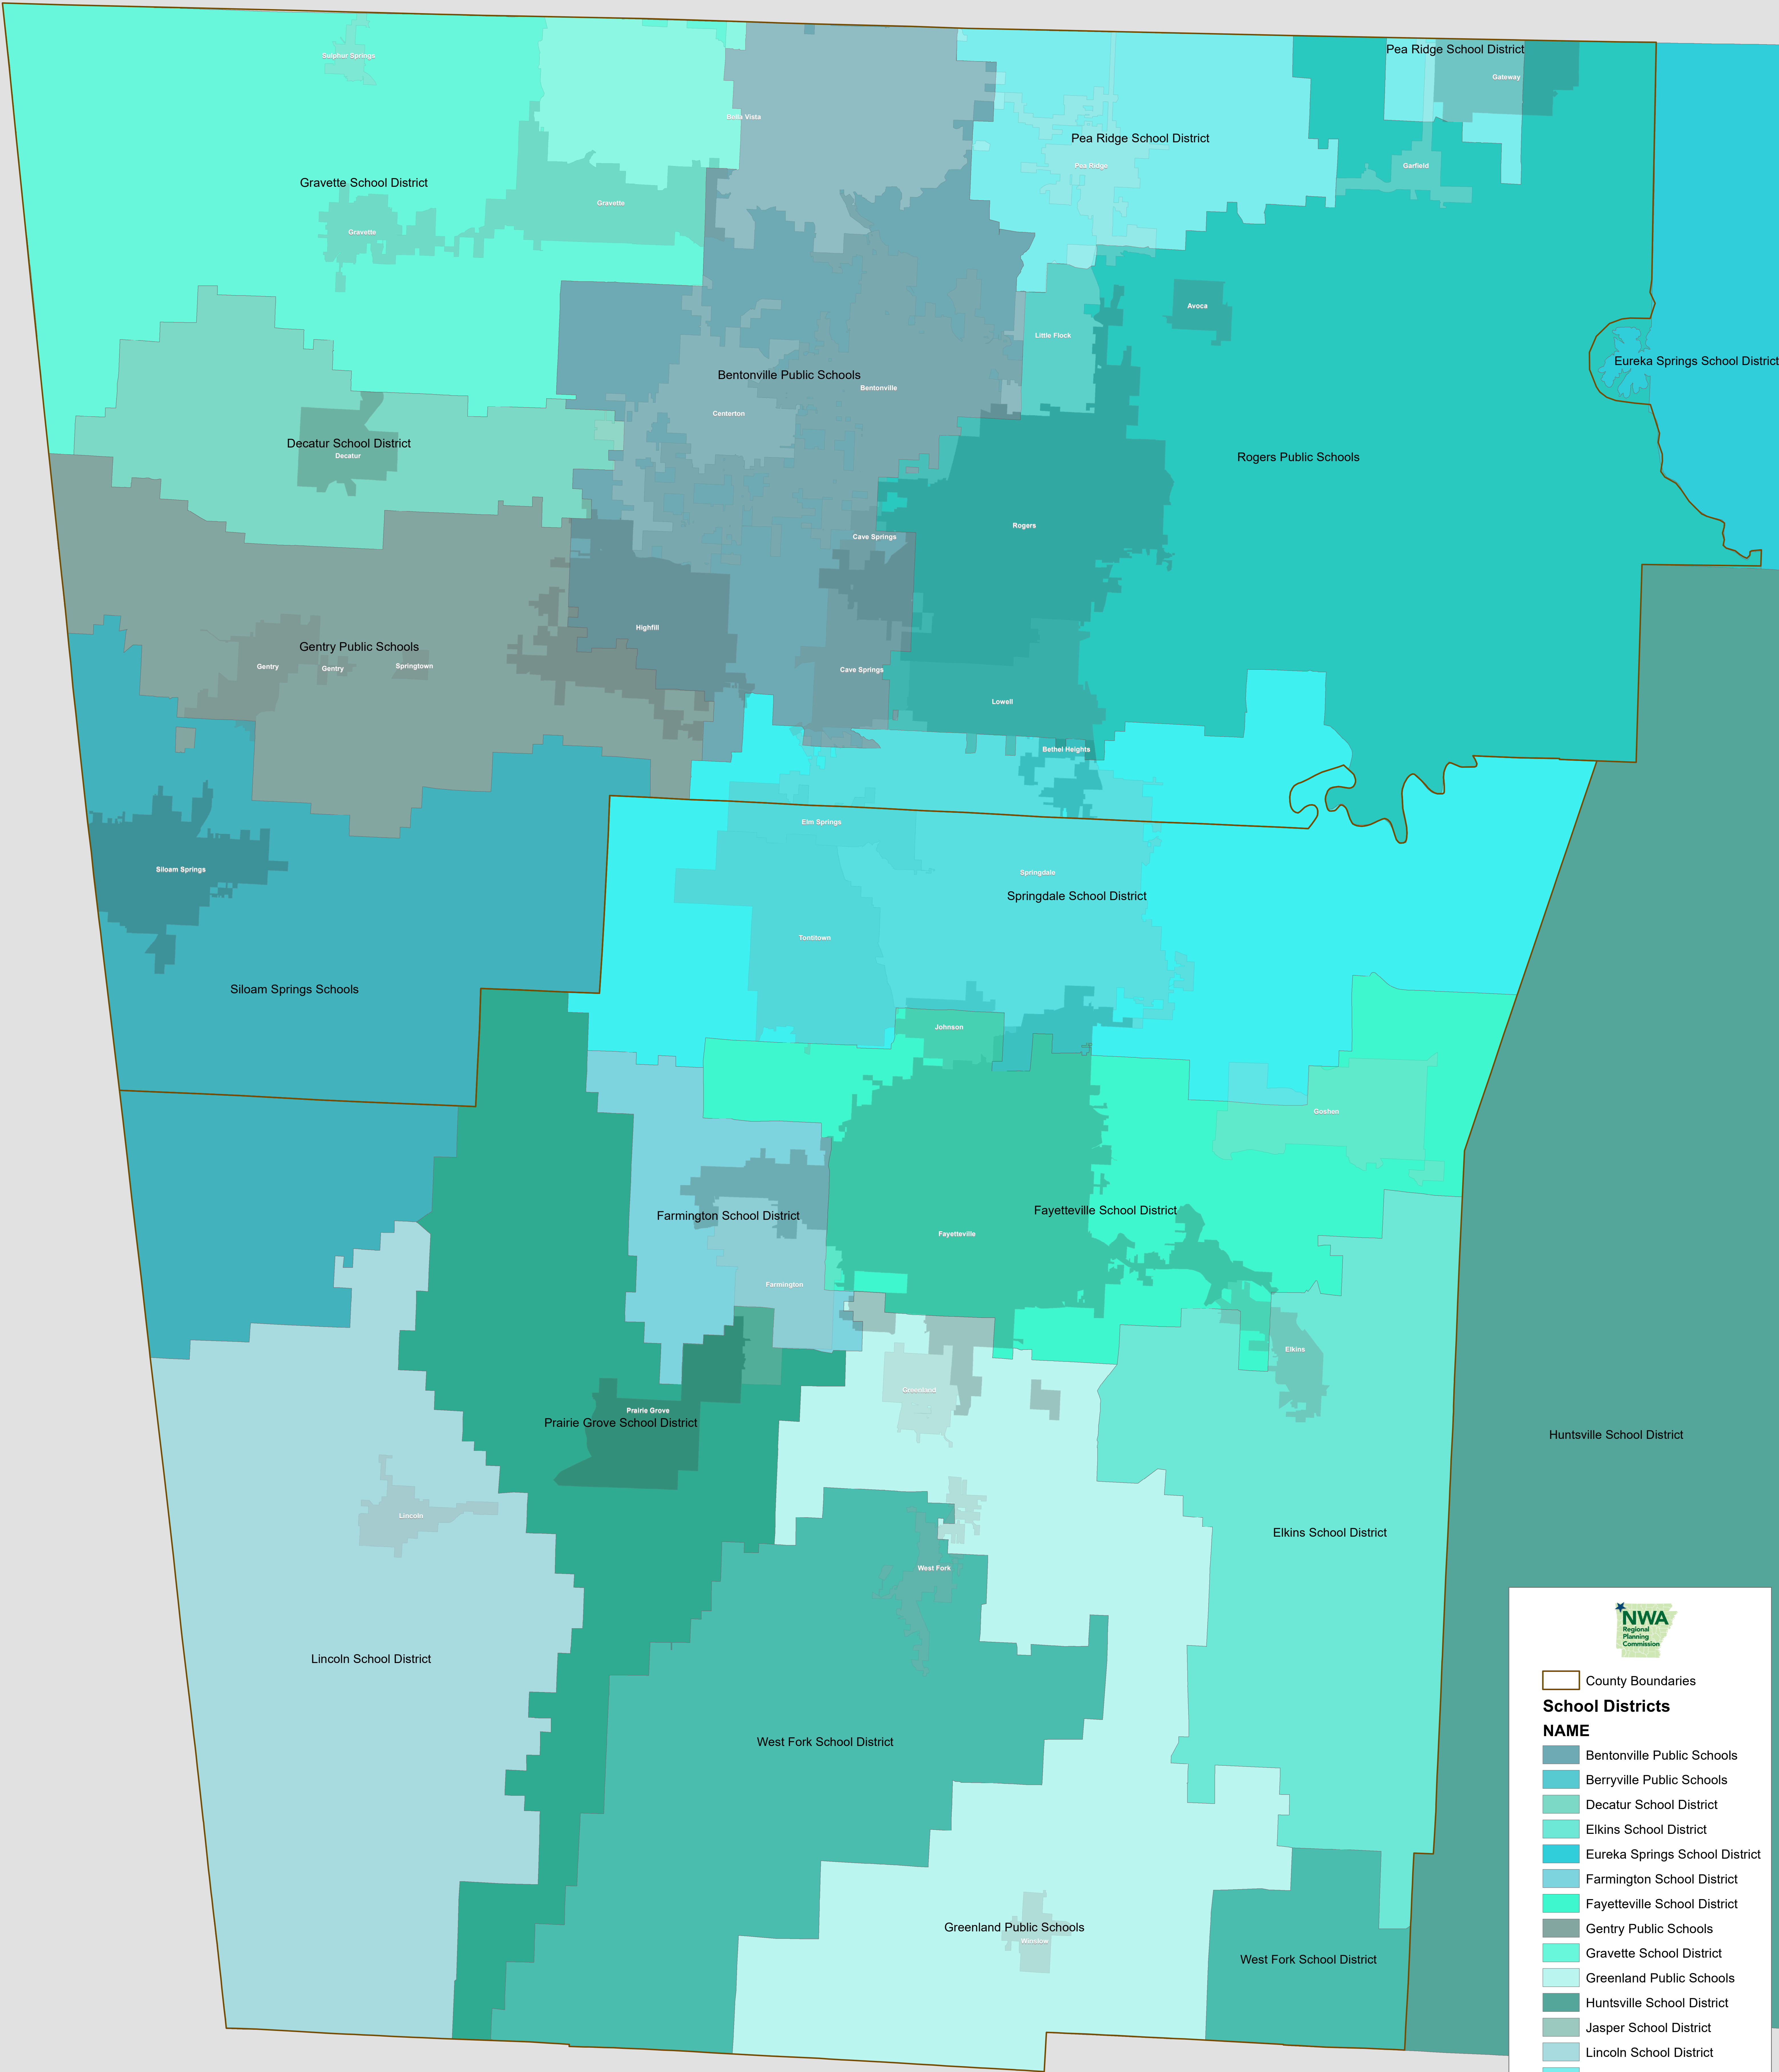 Pea Ridge School District
Sulphur Springs
Gateway
Bella Vista
Pea Ridge School District
Pea Ridge
Garfield
Gravette School District
Gravette
Gravette
Avoca
Little Flock
Eureka Springs School District
Bentonville Public Schools
Bentonville
Centerton
Decatur School District
Decatur
Rogers Public Schools
Rogers
Cave Springs
Highfill
Gentry Public Schools
Gentry
Gentry
Springtown
Cave Springs
Lowell
Bethel Heights
Elm Springs
Siloam Springs
Springdale
Springdale School District
Tontitown
Siloam Springs Schools
Johnson
Goshen
Farmington School District
Fayetteville School District
Fayetteville
Farmington
Elkins
Greenland
Prairie Grove
Prairie Grove School District
Huntsville School District
Lincoln
Elkins School District
West Fork
Lincoln School District
West Fork School District
Greenland Public Schools
Winslow
West Fork School District
NWA
Regional
Planning
Commission
County Boundaries
School Districts
NAME
Bentonville Public Schools
Berryville Public Schools
Decatur School District
Elkins School District
Eureka Springs School District
Farmington School District
Fayetteville School District
Gentry Public Schools
Gravette School District
Greenland Public Schools
Huntsville School District
Jasper School District
Lincoln School District